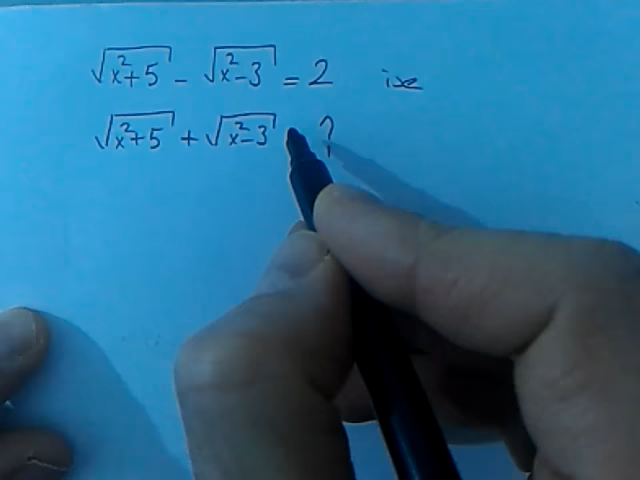 √(x²+5) - √(x²-3) = 2 ise
√(x²+5) + √(x²-3) ?